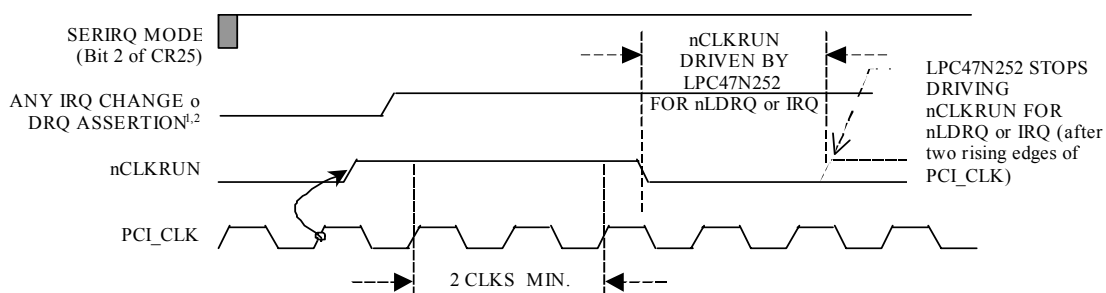 SERIRQ MODE
(Bit 2 of CR25)
nCLKRUN
DRIVEN BY
LPC47N252
FOR nLDRQ or IRQ
LPC47N252 STOPS
DRIVING
nCLKRUN FOR
nLDRQ or IRQ (after
two rising edges of
PCI_CLK)
ANY IRQ CHANGE o
DRQ ASSERTION1,2
nCLKRUN
PCI_CLK
2 CLKS MIN.